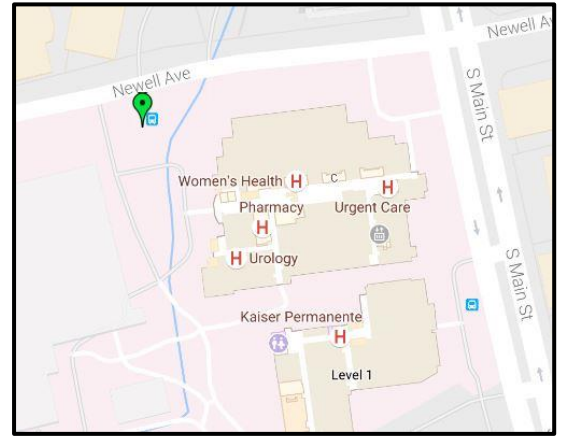 Newell Av
Newell Ave
S Main St
Women's Health H
C
H
Pharmacy
Urgent Care
H
H Urology
S Main St
Kaiser Permanente
H
Level 1